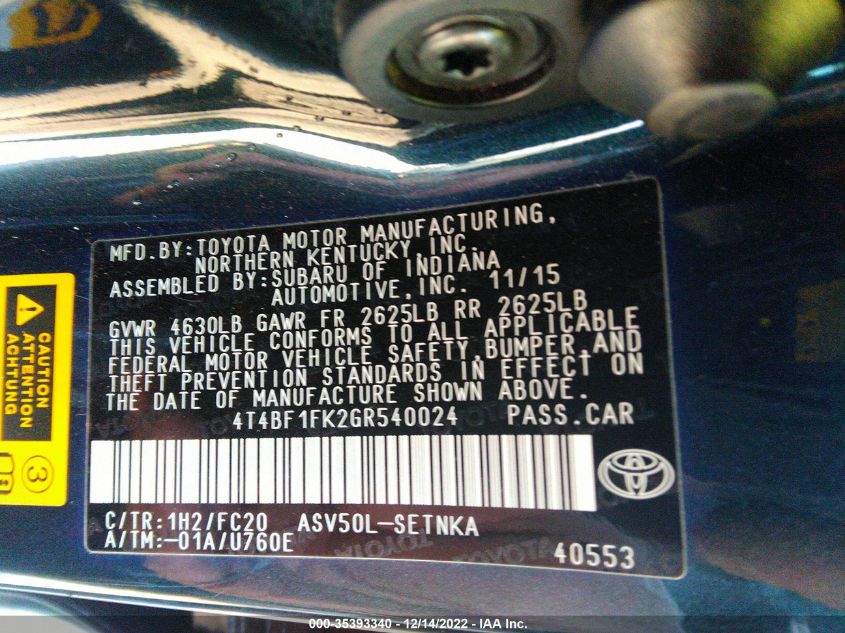 MFD.BY:TOYOTA MOTOR MANUFACTURING,
NORTHERN KENTUCKY INC.
ASSEMBLED BY:SUBARU OF INDIANA
AUTOMOTIVE,INC. 11/15
GVWR 4630LB GAWR FR 2625LB RR 2625LB
THIS VEHICLE CONFORMS TO ALL APPLICABLE
FEDERAL MOTOR VEHICLE SAFETY,BUMPER,AND
THEFT PREVENTION STANDARDS IN EFFECT ON
THE DATE OF MANUFACTURE SHOWN ABOVE.
4T4BF1FK2GR540024 PASS.CAR
C/TR:1H2/FC20 ASV50L-SETNKA
A/TM:-01A/U760E
40553
CAUTION
ATTENTION
ACHTUNG
3
000-35393340 - 12/14/2022 - IAA Inc.